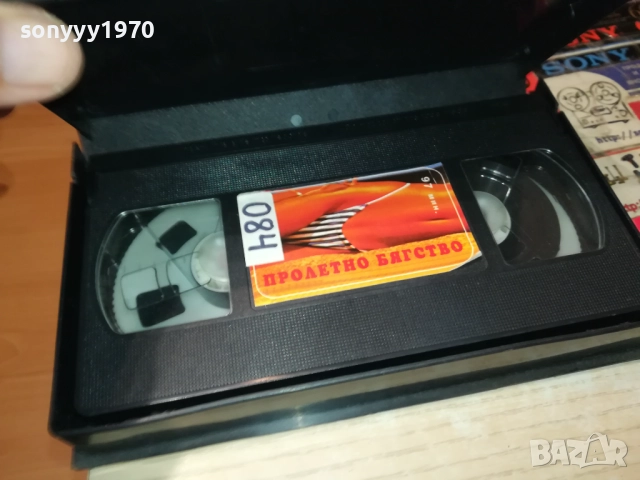 sonyyy1970
SONY
SONY
084
97 мин.
ПРОЛЕТНО БЯГСТВО
BAZAR